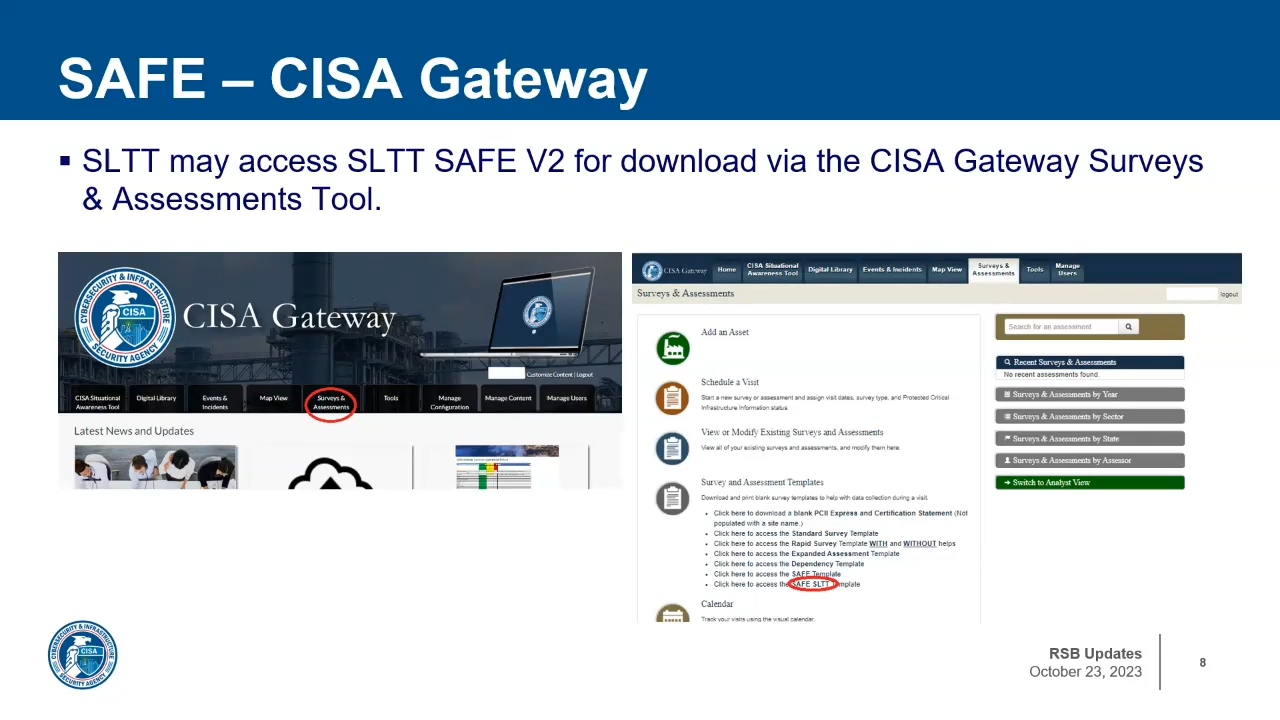 SAFE – CISA Gateway
▪ SLTT may access SLTT SAFE V2 for download via the CISA Gateway Surveys
& Assessments Tool.
CYBERSECURITY & INFRASTRUCTURE
CISA
SECURITY AGENCY
CISA Gateway
Customize Content | Logout
CISA Situational
Awareness Tool
Digital Library
Events &
Incidents
Map View
Surveys &
Assessments
Tools
Manage
Configuration
Manage Content
Manage Users
Latest News and Updates
CISA Gateway
Home
CISA Situational
Awareness Tool
Digital Library
Events & Incidents
Map View
Surveys &
Assessments
Tools
Manage
Users
Surveys & Assessments
logout
Add an Asset
Schedule a Visit
Start a new survey or assessment and assign visit dates, survey type, and Protected Critical
Infrastructure Information status.
View or Modify Existing Surveys and Assessments
View all of your existing surveys and assessments, and modify them here.
Survey and Assessment Templates
Download and print blank survey templates to help with data collection during a visit.
• Click here to download a blank PCII Express and Certification Statement (Not
populated with a site name.)
• Click here to access the Standard Survey Template
• Click here to access the Rapid Survey Template WITH and WITHOUT helps
• Click here to access the Expanded Assessment Template
• Click here to access the Dependency Template
• Click here to access the SAFE Template
• Click here to access the SAFE SLTT Template
Calendar
Track your visits using the visual calendar.
Search for an assessment
Recent Surveys & Assessments
No recent assessments found.
Surveys & Assessments by Year
Surveys & Assessments by Sector
Surveys & Assessments by State
Surveys & Assessments by Assessor
Switch to Analyst View
CYBERSECURITY & INFRASTRUCTURE
CISA
SECURITY AGENCY
RSB Updates
October 23, 2023
8